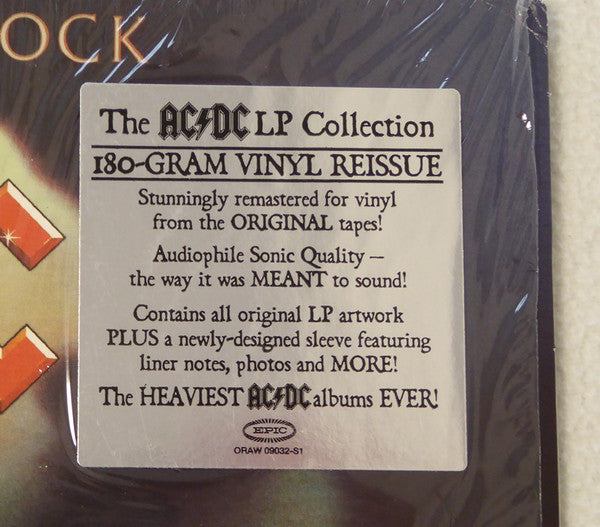 OCK
The AC⚡DC LP Collection
180-GRAM VINYL REISSUE
Stunningly remastered for vinyl
from the ORIGINAL tapes!
Audiophile Sonic Quality –
the way it was MEANT to sound!
Contains all original LP artwork
PLUS a newly-designed sleeve featuring
liner notes, photos and MORE!
The HEAVIEST AC⚡DC albums EVER!
EPIC
ORAW 09032-S1